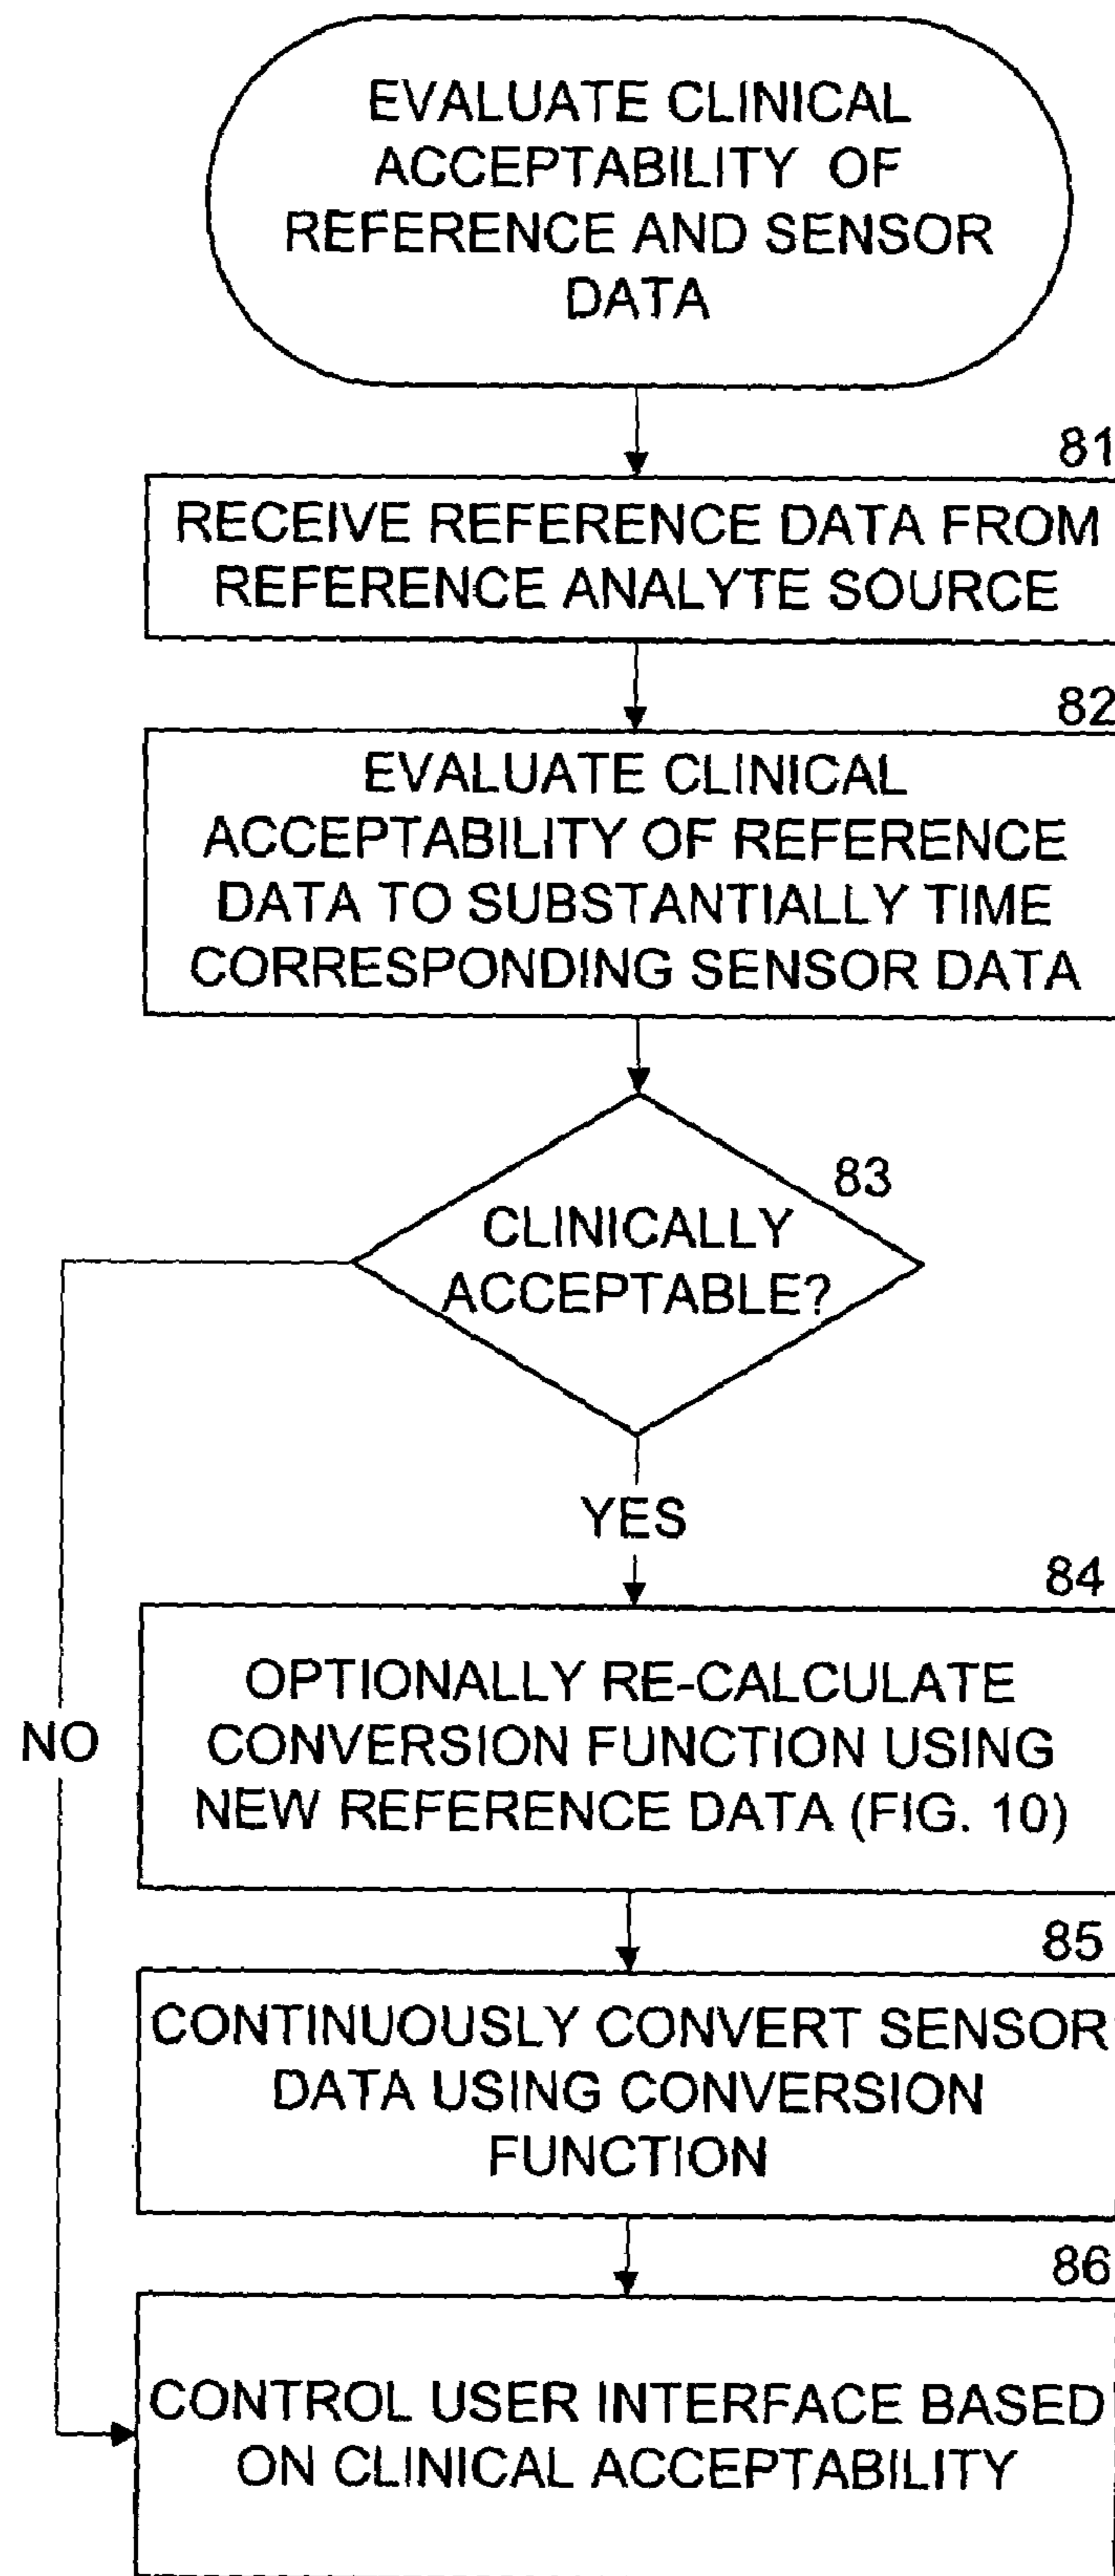 EVALUATE CLINICAL
ACCEPTABILITY OF
REFERENCE AND SENSOR
DATA
81
RECEIVE REFERENCE DATA FROM
REFERENCE ANALYTE SOURCE
82
EVALUATE CLINICAL
ACCEPTABILITY OF REFERENCE
DATA TO SUBSTANTIALLY TIME
CORRESPONDING SENSOR DATA
83
CLINICALLY
ACCEPTABLE?
YES
84
OPTIONALLY RE-CALCULATE
CONVERSION FUNCTION USING
NEW REFERENCE DATA (FIG. 10)
NO
85
CONTINUOUSLY CONVERT SENSOR
DATA USING CONVERSION
FUNCTION
86
CONTROL USER INTERFACE BASED
ON CLINICAL ACCEPTABILITY